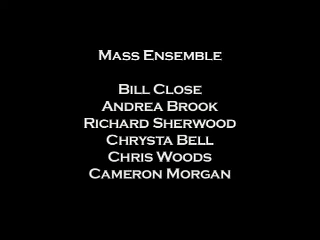 Mass Ensemble
Bill Close
Andrea Brook
Richard Sherwood
Chrysta Bell
Chris Woods
Cameron Morgan